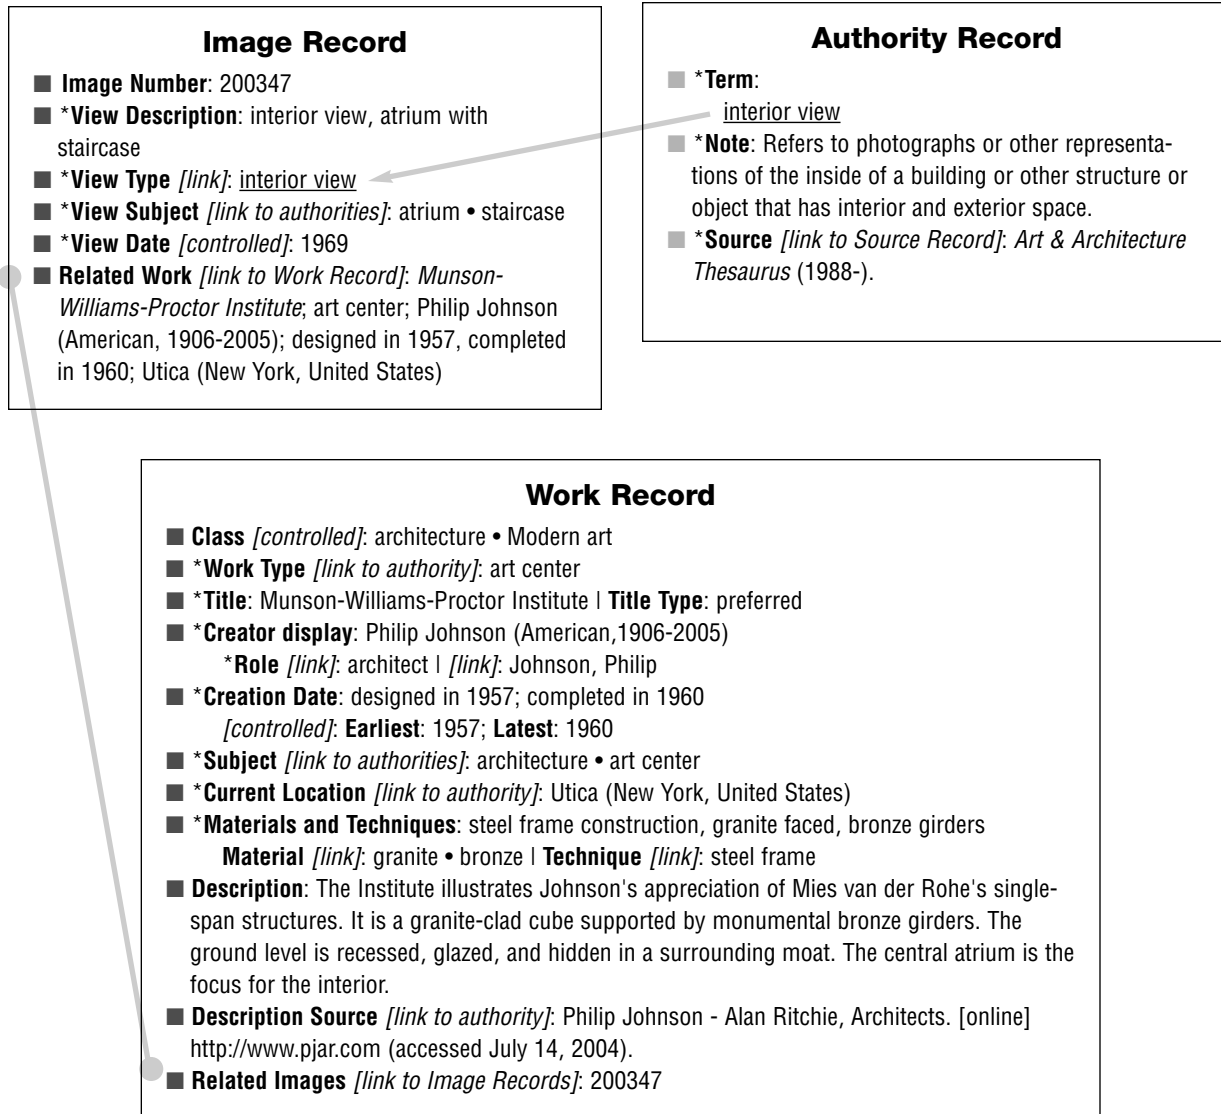 Image Record
■ Image Number: 200347
■ *View Description: interior view, atrium with
staircase
■ *View Type [link]: interior view
■ *View Subject [link to authorities]: atrium • staircase
■ *View Date [controlled]: 1969
■ Related Work [link to Work Record]: Munson-
Williams-Proctor Institute; art center; Philip Johnson
(American, 1906-2005); designed in 1957, completed
in 1960; Utica (New York, United States)
Authority Record
■ *Term:
interior view
■ *Note: Refers to photographs or other representa-
tions of the inside of a building or other structure or
object that has interior and exterior space.
■ *Source [link to Source Record]: Art & Architecture
Thesaurus (1988-).
Work Record
■ Class [controlled]: architecture • Modern art
■ *Work Type [link to authority]: art center
■ *Title: Munson-Williams-Proctor Institute | Title Type: preferred
■ *Creator display: Philip Johnson (American,1906-2005)
*Role [link]: architect | [link]: Johnson, Philip
■ *Creation Date: designed in 1957; completed in 1960
[controlled]: Earliest: 1957; Latest: 1960
■ *Subject [link to authorities]: architecture • art center
■ *Current Location [link to authority]: Utica (New York, United States)
■ *Materials and Techniques: steel frame construction, granite faced, bronze girders
Material [link]: granite • bronze | Technique [link]: steel frame
■ Description: The Institute illustrates Johnson's appreciation of Mies van der Rohe's single-
span structures. It is a granite-clad cube supported by monumental bronze girders. The
ground level is recessed, glazed, and hidden in a surrounding moat. The central atrium is the
focus for the interior.
■ Description Source [link to authority]: Philip Johnson - Alan Ritchie, Architects. [online]
http://www.pjar.com (accessed July 14, 2004).
■ Related Images [link to Image Records]: 200347